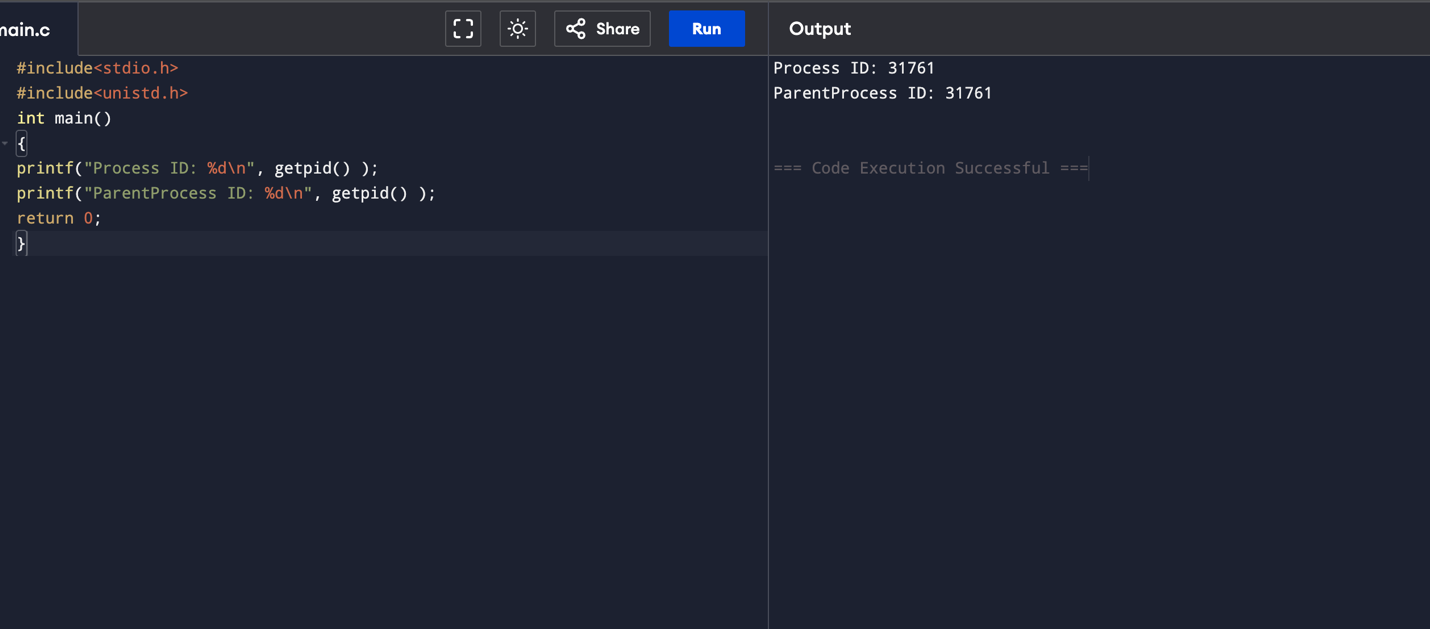 main.c
Share
Run
Output
#include<stdio.h>
#include<unistd.h>
int main()
{
printf("Process ID: %d\n", getpid() );
printf("ParentProcess ID: %d\n", getpid() );
return 0;
}
Process ID: 31761
ParentProcess ID: 31761
=== Code Execution Successful ===